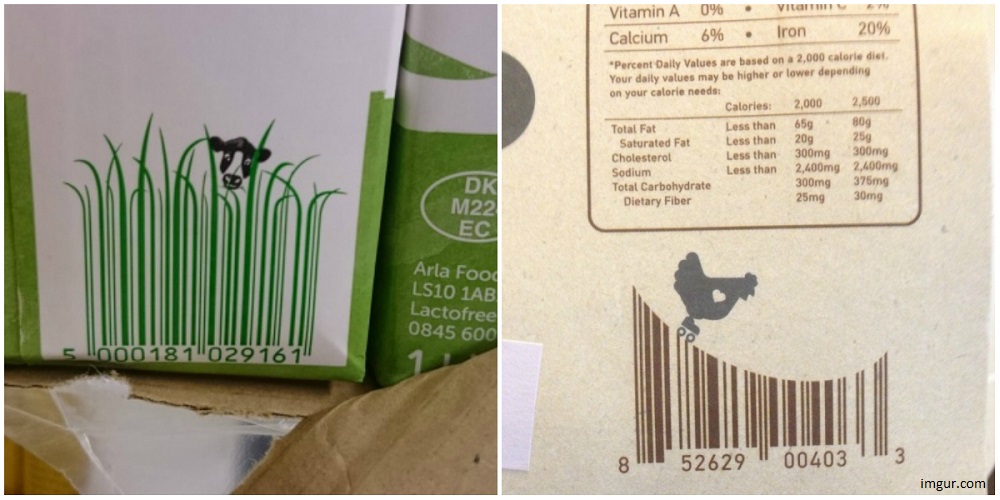 5 000181 029161
DK
M22
EC
Arla Food
LS10 1AB
Lactofree
0845 600
1
Vitamin A 0% • Vitamin C 2%
Calcium 6% • Iron 20%
*Percent Daily Values are based on a 2,000 calorie diet.
Your daily values may be higher or lower depending
on your calorie needs:
Calories: 2,000 2,500
Total Fat Less than 65g 80g
Saturated Fat Less than 20g 25g
Cholesterol Less than 300mg 300mg
Sodium Less than 2,400mg 2,400mg
Total Carbohydrate 300mg 375mg
Dietary Fiber 25mg 30mg
8 52629 00403 3
imgur.com